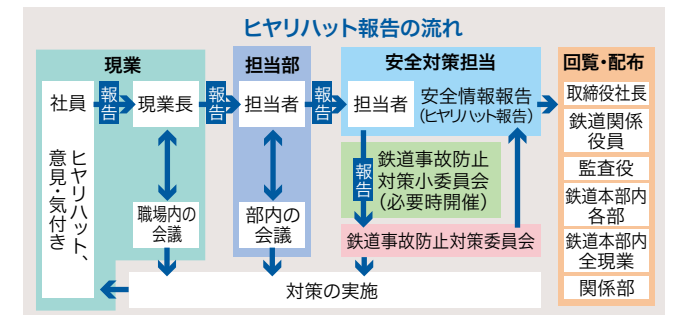 ヒヤリハット報告の流れ
現業
社員
報告
現業長
ヒヤリハット、
意見・気付き
職場内の
会議
報告
担当部
担当者
部内の
会議
報告
安全対策担当
担当者
安全情報報告
(ヒヤリハット報告)
報告
鉄道事故防止
対策小委員会
(必要時開催)
鉄道事故防止対策委員会
対策の実施
回覧・配布
取締役社長
鉄道関係
役員
監査役
鉄道本部内
各部
鉄道本部内
全現業
関係部